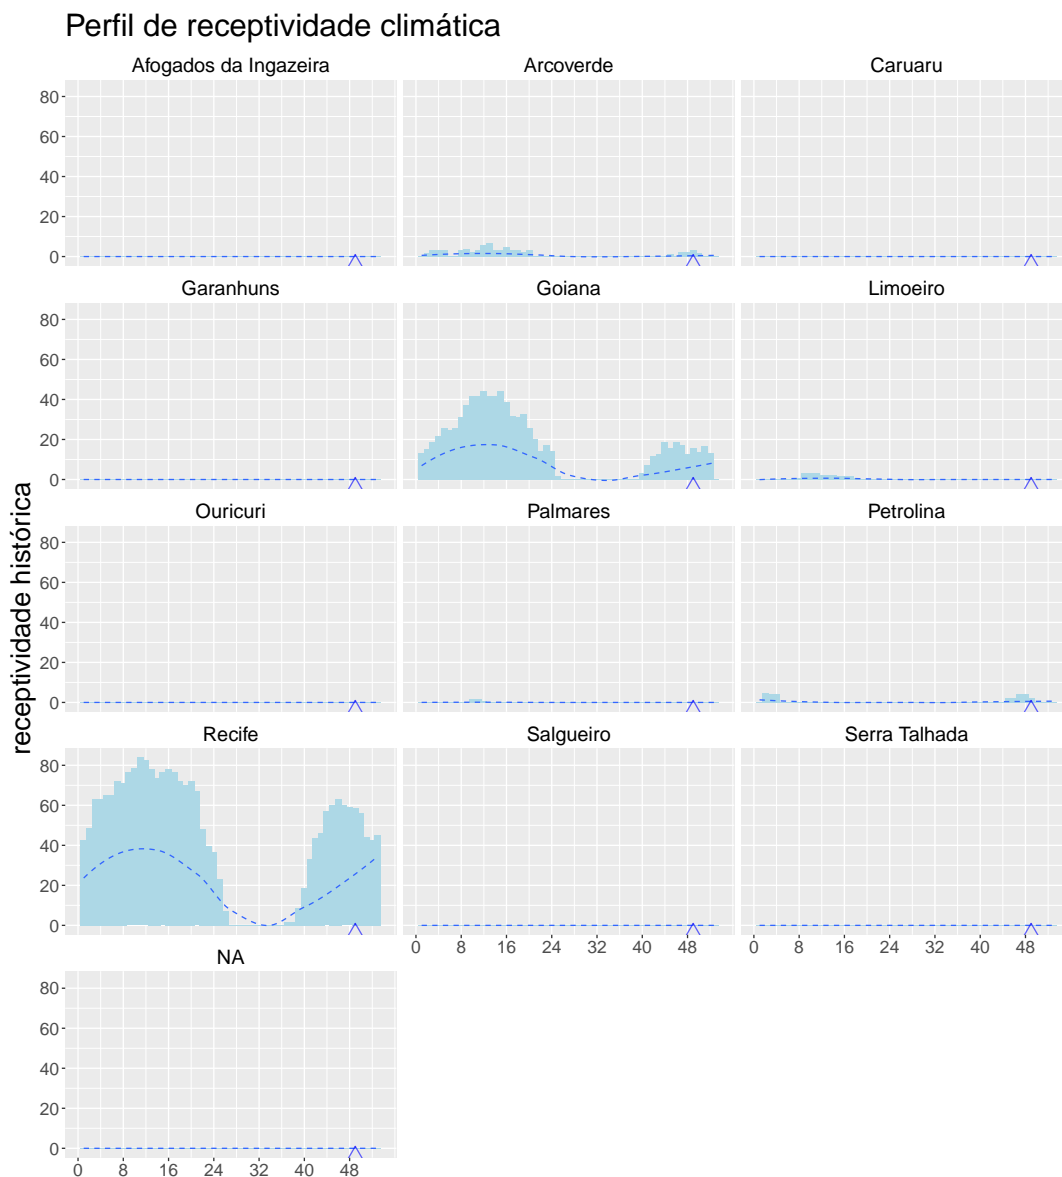 Perfil de receptividade climática
Afogados da Ingazeira
Arcoverde
Caruaru
80
60
40
20
0
Garanhuns
Goiana
Limoeiro
80
60
40
20
0
receptividade histórica
Ouricuri
Palmares
Petrolina
80
60
40
20
0
Recife
Salgueiro
Serra Talhada
80
60
40
20
0
0 8 16 24 32 40 48
0 8 16 24 32 40 48
NA
80
60
40
20
0
0 8 16 24 32 40 48